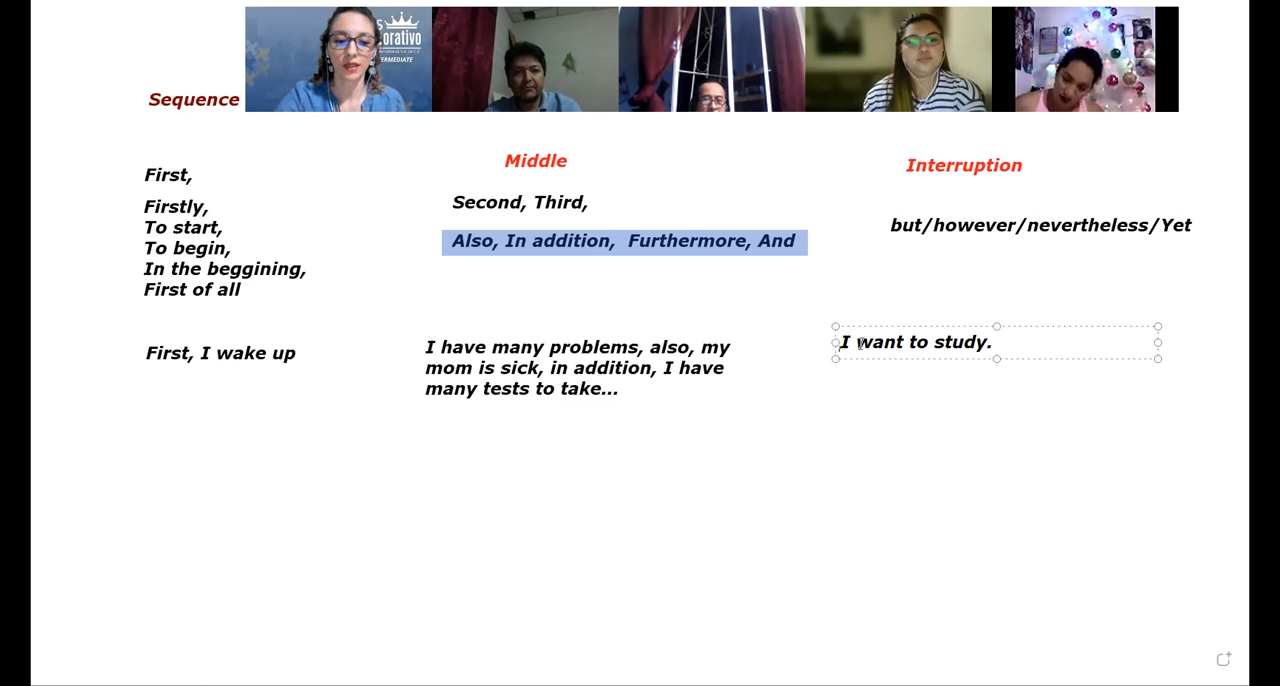 S
orativo
ERMEDIATE
Sequence
First,
Firstly,
To start,
To begin,
In the beggining,
First of all
First, I wake up
Middle
Second, Third,
Also, In addition,  Furthermore, And
I have many problems, also, my
mom is sick, in addition, I have
many tests to take...
Interruption
but/however/nevertheless/Yet
I want to study.